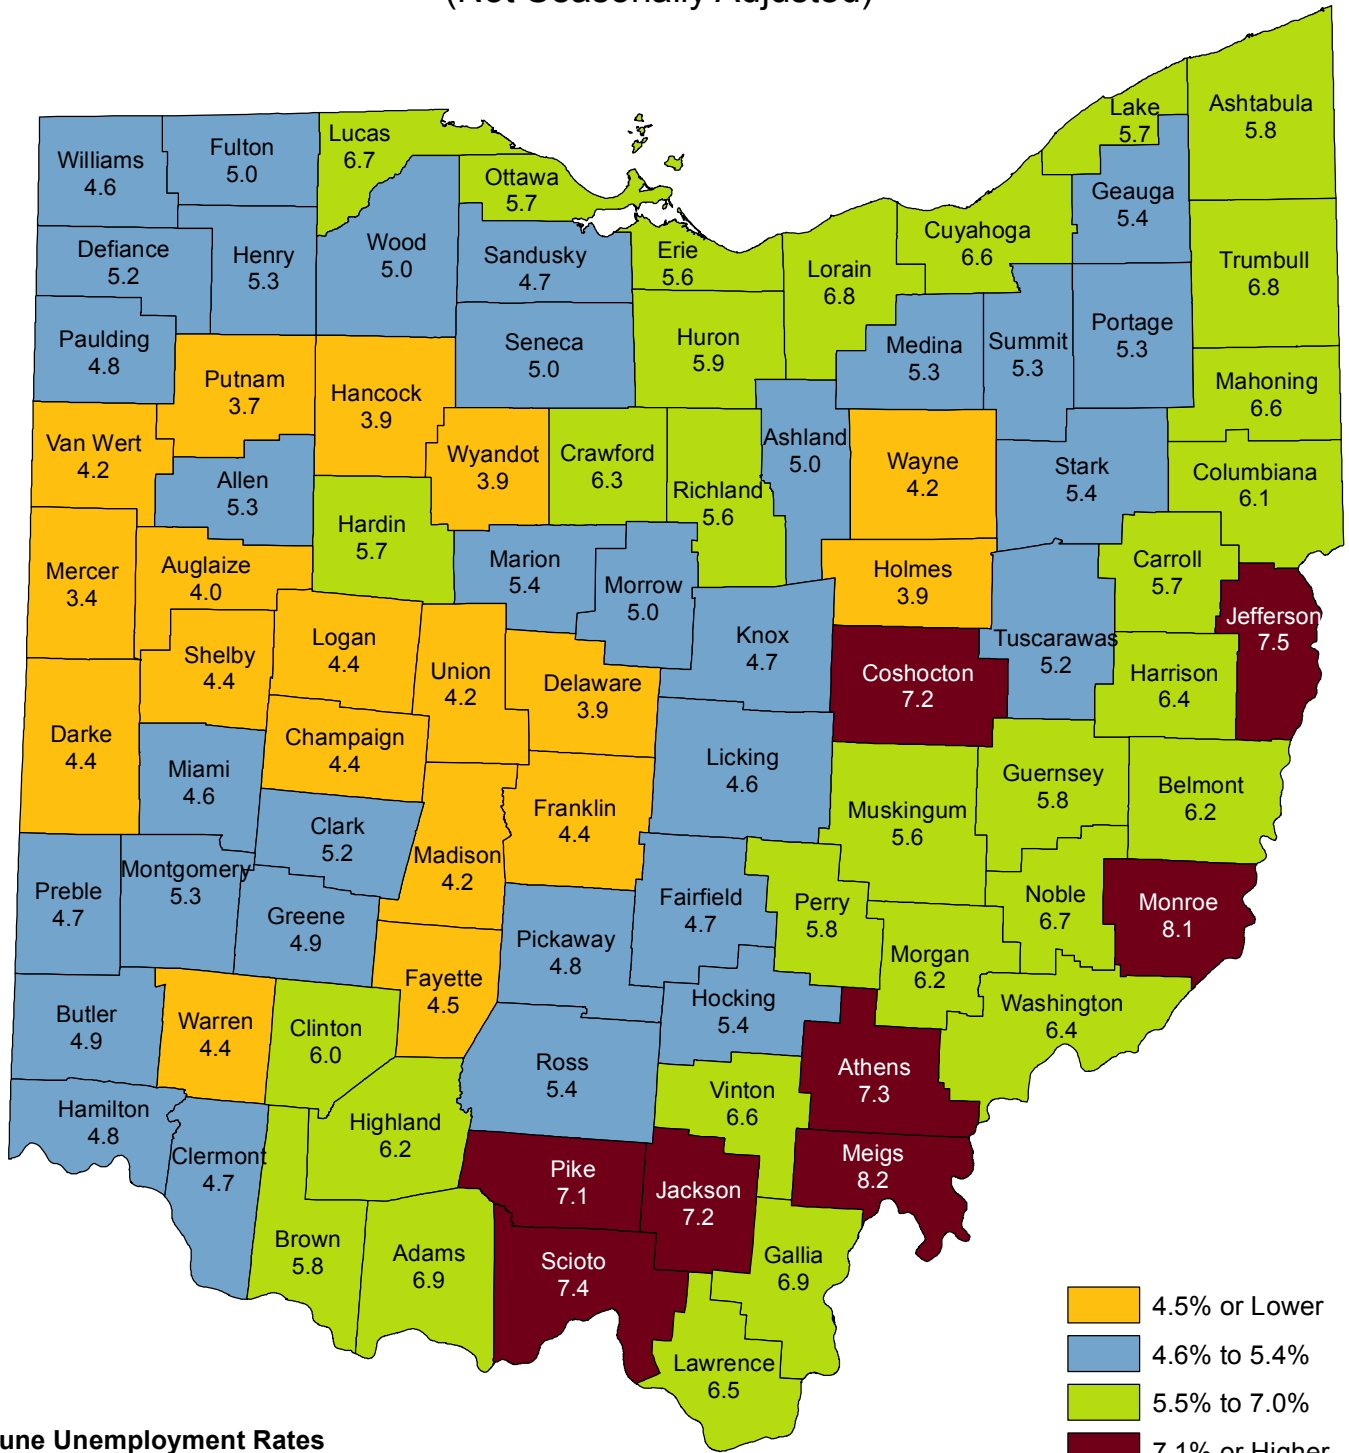 (Not Seasonally Adjusted)
Lake
5.7
Ashtabula
5.8
Williams
4.6
Fulton
5.0
Lucas
6.7
Ottawa
5.7
Geauga
5.4
Defiance
5.2
Henry
5.3
Wood
5.0
Sandusky
4.7
Erie
5.6
Lorain
6.8
Cuyahoga
6.6
Trumbull
6.8
Paulding
4.8
Seneca
5.0
Huron
5.9
Medina
5.3
Summit
5.3
Portage
5.3
Putnam
3.7
Hancock
3.9
Mahoning
6.6
Van Wert
4.2
Allen
5.3
Wyandot
3.9
Crawford
6.3
Richland
5.6
Ashland
5.0
Wayne
4.2
Stark
5.4
Columbiana
6.1
Hardin
5.7
Mercer
3.4
Auglaize
4.0
Marion
5.4
Morrow
5.0
Holmes
3.9
Carroll
5.7
Jefferson
7.5
Shelby
4.4
Logan
4.4
Union
4.2
Delaware
3.9
Knox
4.7
Coshocton
7.2
Tuscarawas
5.2
Harrison
6.4
Darke
4.4
Miami
4.6
Champaign
4.4
Licking
4.6
Guernsey
5.8
Belmont
6.2
Franklin
4.4
Muskingum
5.6
Clark
5.2
Madison
4.2
Preble
4.7
Montgomery
5.3
Greene
4.9
Fairfield
4.7
Perry
5.8
Noble
6.7
Monroe
8.1
Pickaway
4.8
Morgan
6.2
Fayette
4.5
Hocking
5.4
Washington
6.4
Butler
4.9
Warren
4.4
Clinton
6.0
Ross
5.4
Athens
7.3
Vinton
6.6
Hamilton
4.8
Highland
6.2
Clermont
4.7
Pike
7.1
Jackson
7.2
Meigs
8.2
Brown
5.8
Adams
6.9
Scioto
7.4
Gallia
6.9
Lawrence
6.5
4.5% or Lower
4.6% to 5.4%
5.5% to 7.0%
7.1% or Higher
une Unemployment Rates